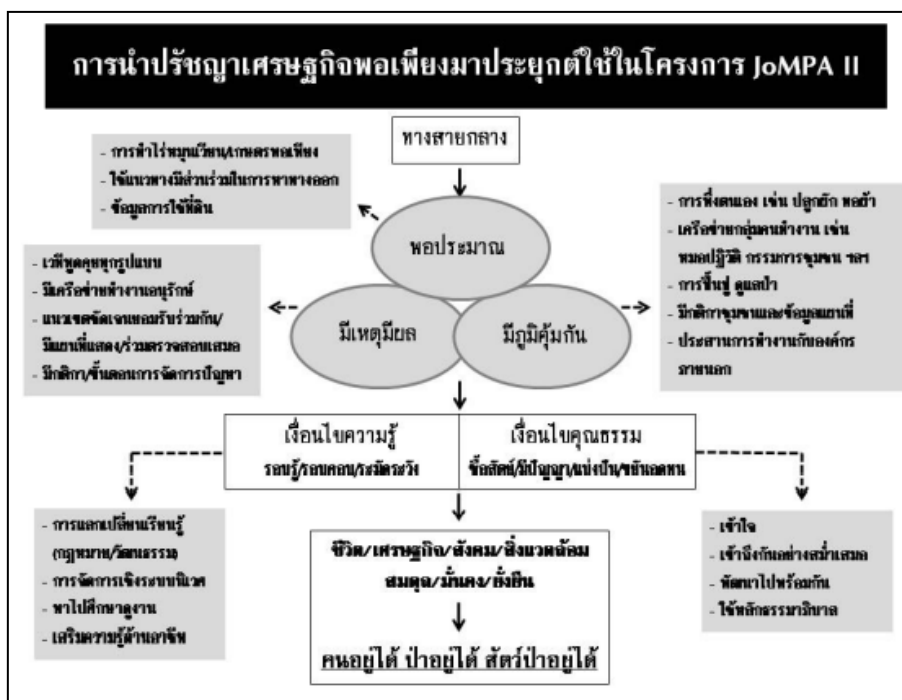 การนำปรัชญาเศรษฐกิจพอเพียงมาประยุกต์ใช้ในโครงการ JoMPA II
ทางสายกลาง
- การทำไร่หมุนเวียน/เกษตรพอเพียง
- ใช้แนวทางมีส่วนร่วมในการหาทางออก
- ข้อมูลการใช้ที่ดิน
พอประมาณ
- การพึ่งตนเอง เช่น ปลูกผัก ทอผ้า
- เครือข่ายกลุ่มคนทำงาน เช่น
หมอปฏิวัติ กรรมการชุมชน ฯลฯ
- การฟื้นฟู ดูแลป่า
- มีกติกาชุมชนและข้อมูลแผนที่
- ประสานการทำงานกับองค์กร
ภายนอก
- เวทีพูดคุยทุกรูปแบบ
- มีเครือข่ายทำงานอนุรักษ์
- แนวเขตชัดเจนยอมรับร่วมกัน/
มีแผนที่แสดง/ร่วมตรวจสอบเสมอ
- มีกติกา/ขั้นตอนการจัดการปัญหา
มีเหตุมีผล
มีภูมิคุ้มกัน
เงื่อนไขความรู้
รอบรู้/รอบคอบ/ระมัดระวัง
เงื่อนไขคุณธรรม
ซื่อสัตย์/มีปัญญา/แบ่งปัน/ขยันอดทน
- การแลกเปลี่ยนเรียนรู้
(กฎหมาย/วัฒนธรรม)
- การจัดการเชิงระบบนิเวศ
- พาไปศึกษาดูงาน
- เสริมความรู้ด้านอาชีพ
ชีวิต/เศรษฐกิจ/สังคม/สิ่งแวดล้อม
สมดุล/มั่นคง/ยั่งยืน
คนอยู่ได้ ป่าอยู่ได้ สัตว์ป่าอยู่ได้
- เข้าใจ
- เข้าถึงกันอย่างสม่ำเสมอ
- พัฒนาไปพร้อมกัน
- ใช้หลักธรรมาภิบาล